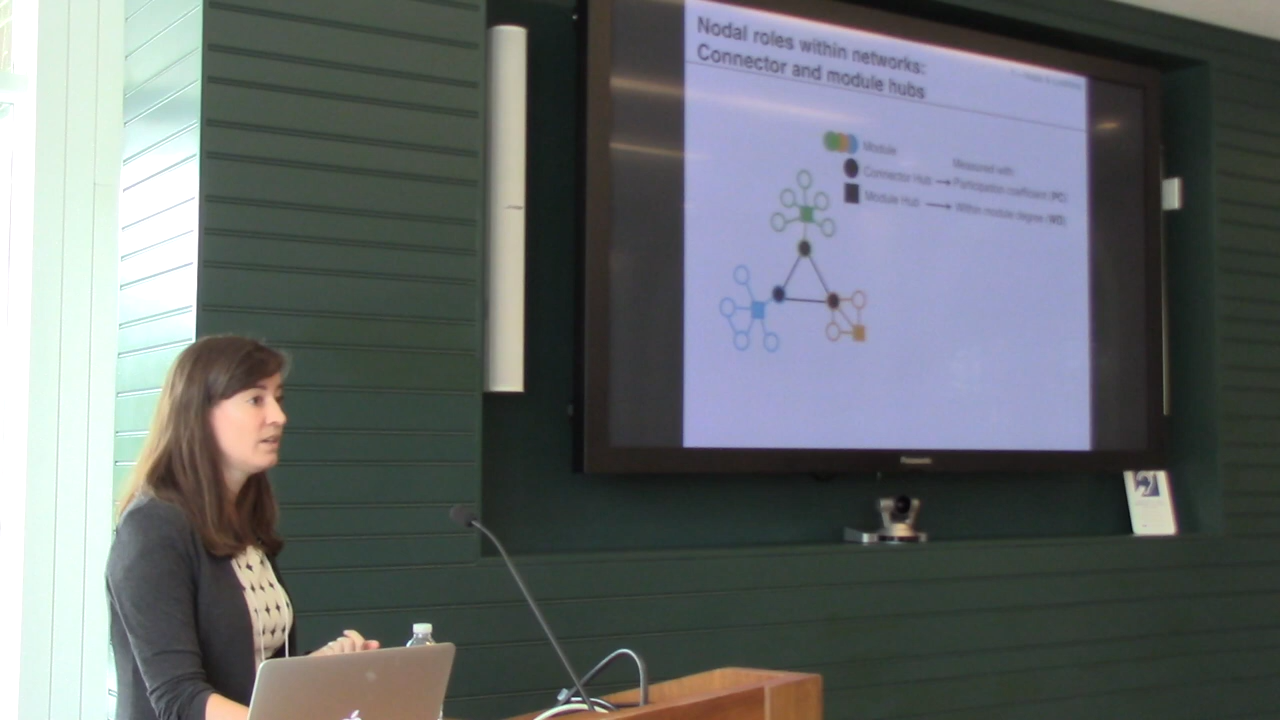 Nodal roles within networks:
Connector and module hubs
Module
Measured with
Connector Hub → Participation coefficient (PC)
Module Hub → Within module degree (WD)
Panasonic